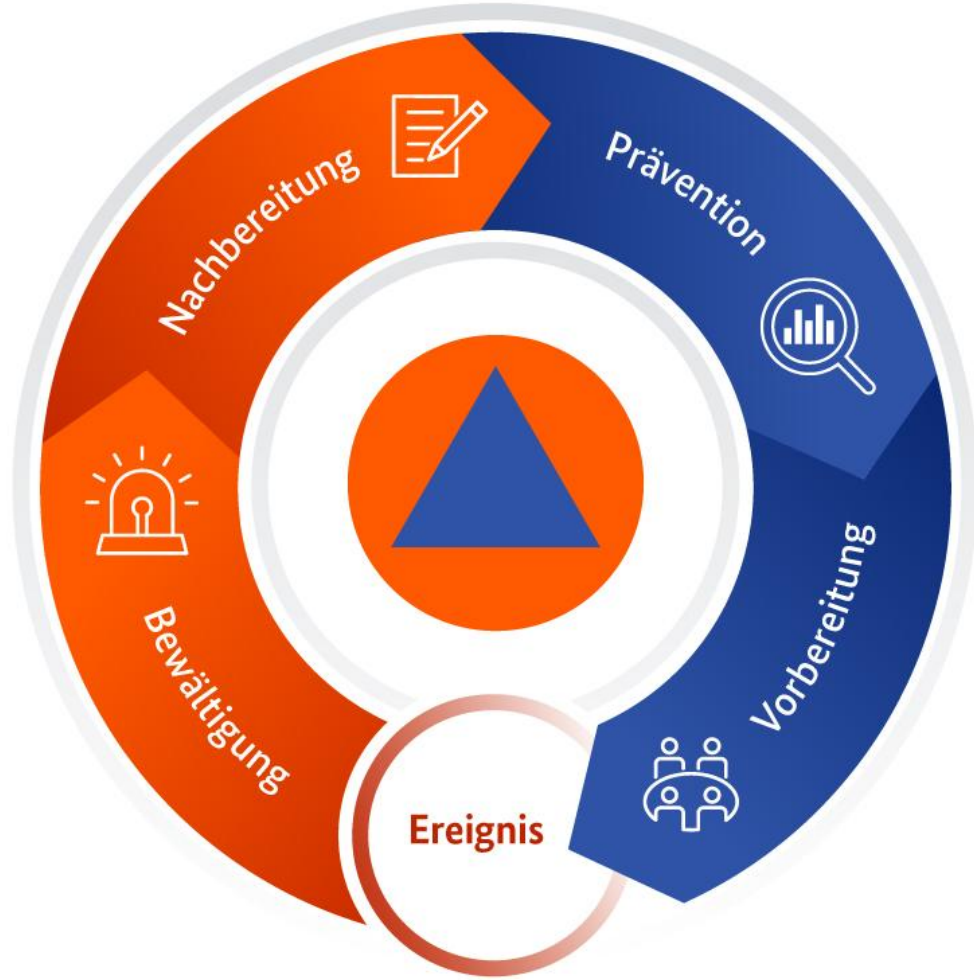 Nachbereitung
Prävention
Vorbereitung
Ereignis
Bewältigung